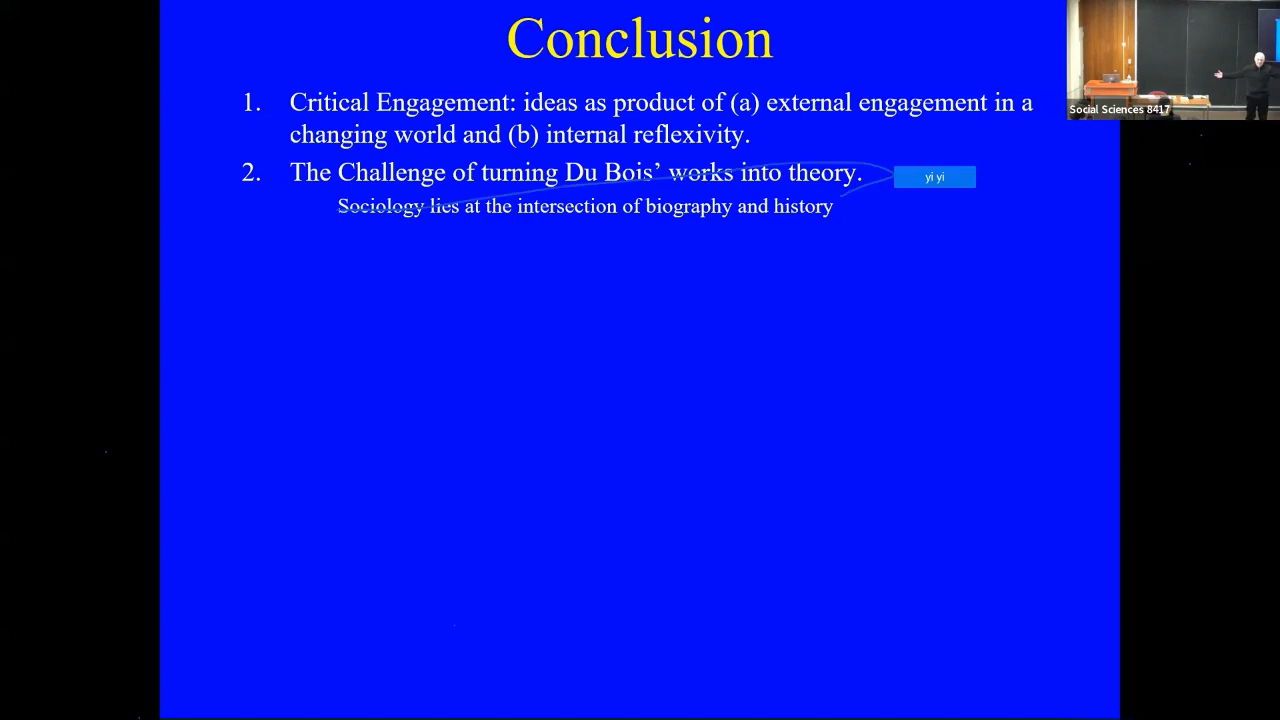 Conclusion
Social Sciences 8417
1. Critical Engagement: ideas as product of (a) external engagement in a
changing world and (b) internal reflexivity.
2. The Challenge of turning Du Bois’ works into theory.
yi yi
Sociology lies at the intersection of biography and history